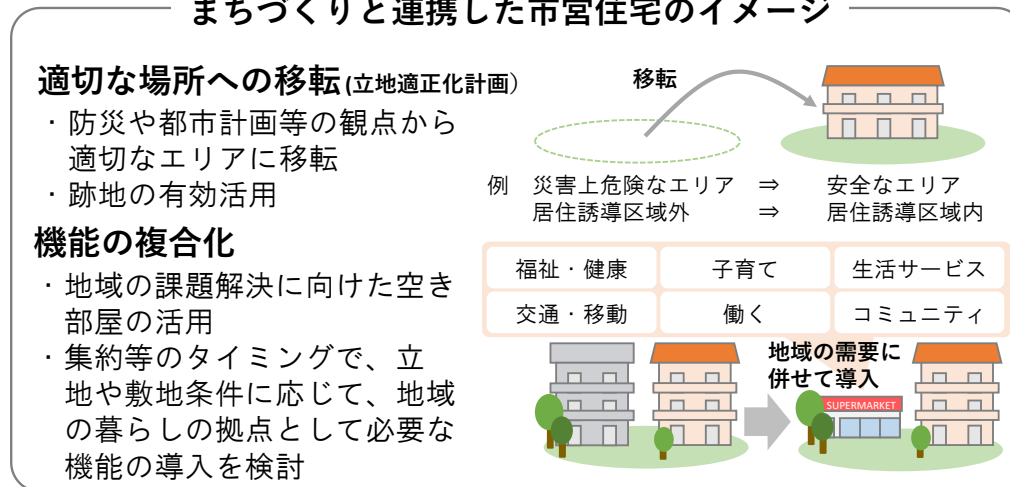 まちづくりと連携した市営住宅のイメージ
適切な場所への移転(立地適正化計画)
・防災や都市計画等の観点から
適切なエリアに移転
・跡地の有効活用
移転
例 災害上危険なエリア ⇒ 安全なエリア
居住誘導区域外 ⇒ 居住誘導区域内
機能の複合化
・地域の課題解決に向けた空き
部屋の活用
・集約等のタイミングで、立
地や敷地条件に応じて、地域
の暮らしの拠点として必要な
機能の導入を検討
福祉・健康 子育て 生活サービス
交通・移動 働く コミュニティ
地域の需要に
併せて導入
SUPERMARKET